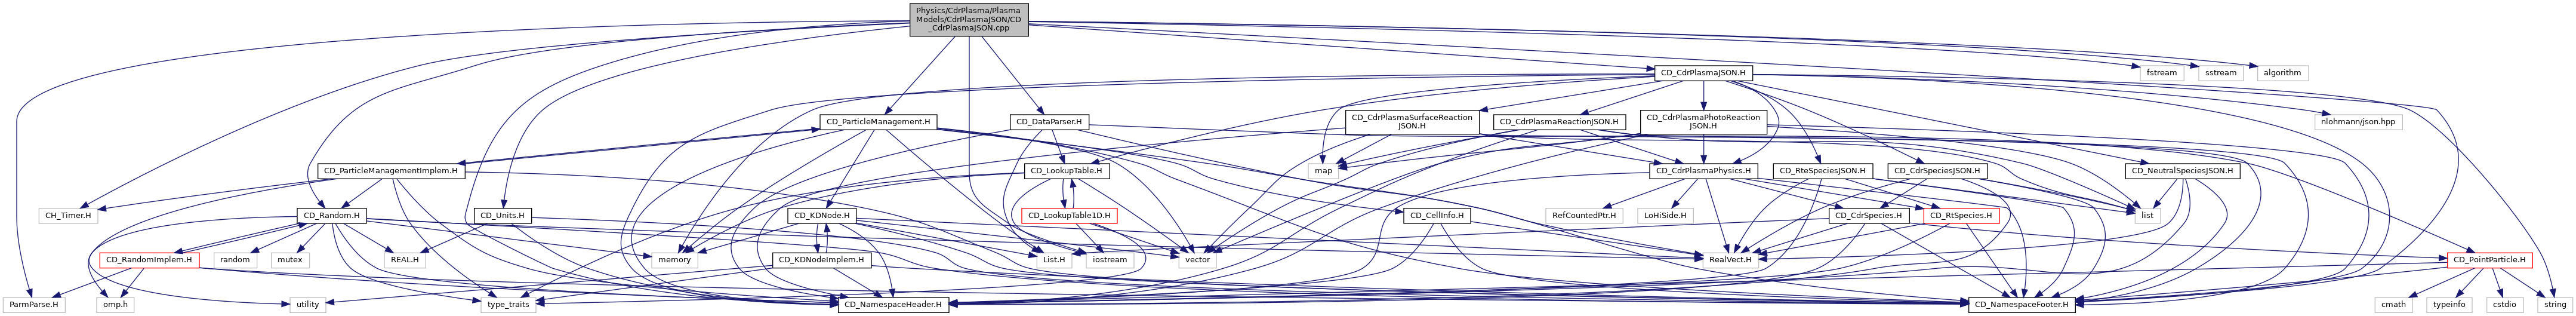 Physics/CdrPlasma/Plasma
Models/CdrPlasmaJSON/CD
_CdrPlasmaJSON.cpp
CD_CdrPlasmaJSON.H
fstream
sstream
algorithm
CD_ParticleManagement.H
CD_DataParser.H
CD_CdrPlasmaSurfaceReaction
JSON.H
CD_CdrPlasmaReactionJSON.H
CD_CdrPlasmaPhotoReaction
JSON.H
nlohmann/json.hpp
CD_ParticleManagementImplem.H
CD_LookupTable.H
map
CD_CdrPlasmaPhysics.H
CD_RteSpeciesJSON.H
CD_CdrSpeciesJSON.H
CD_NeutralSpeciesJSON.H
CH_Timer.H
CD_Random.H
CD_Units.H
CD_KDNode.H
CD_LookupTable1D.H
CD_CellInfo.H
RefCountedPtr.H
LoHiSide.H
CD_CdrSpecies.H
CD_RtSpecies.H
list
CD_RandomImplem.H
random
mutex
REAL.H
memory
CD_KDNodeImplem.H
List.H
iostream
vector
RealVect.H
CD_PointParticle.H
ParmParse.H
omp.h
utility
type_traits
CD_NamespaceHeader.H
CD_NamespaceFooter.H
cmath
typeinfo
cstdio
string